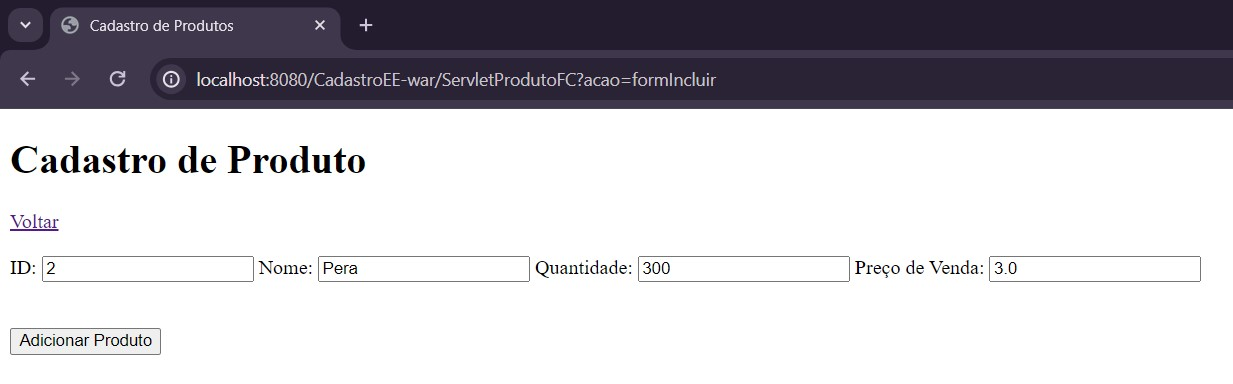 Cadastro de Produtos
localhost:8080/CadastroEE-war/ServletProdutoFC?acao=formIncluir
Cadastro de Produto
Voltar
ID: 2 Nome: Pera Quantidade: 300 Preço de Venda: 3.0
Adicionar Produto